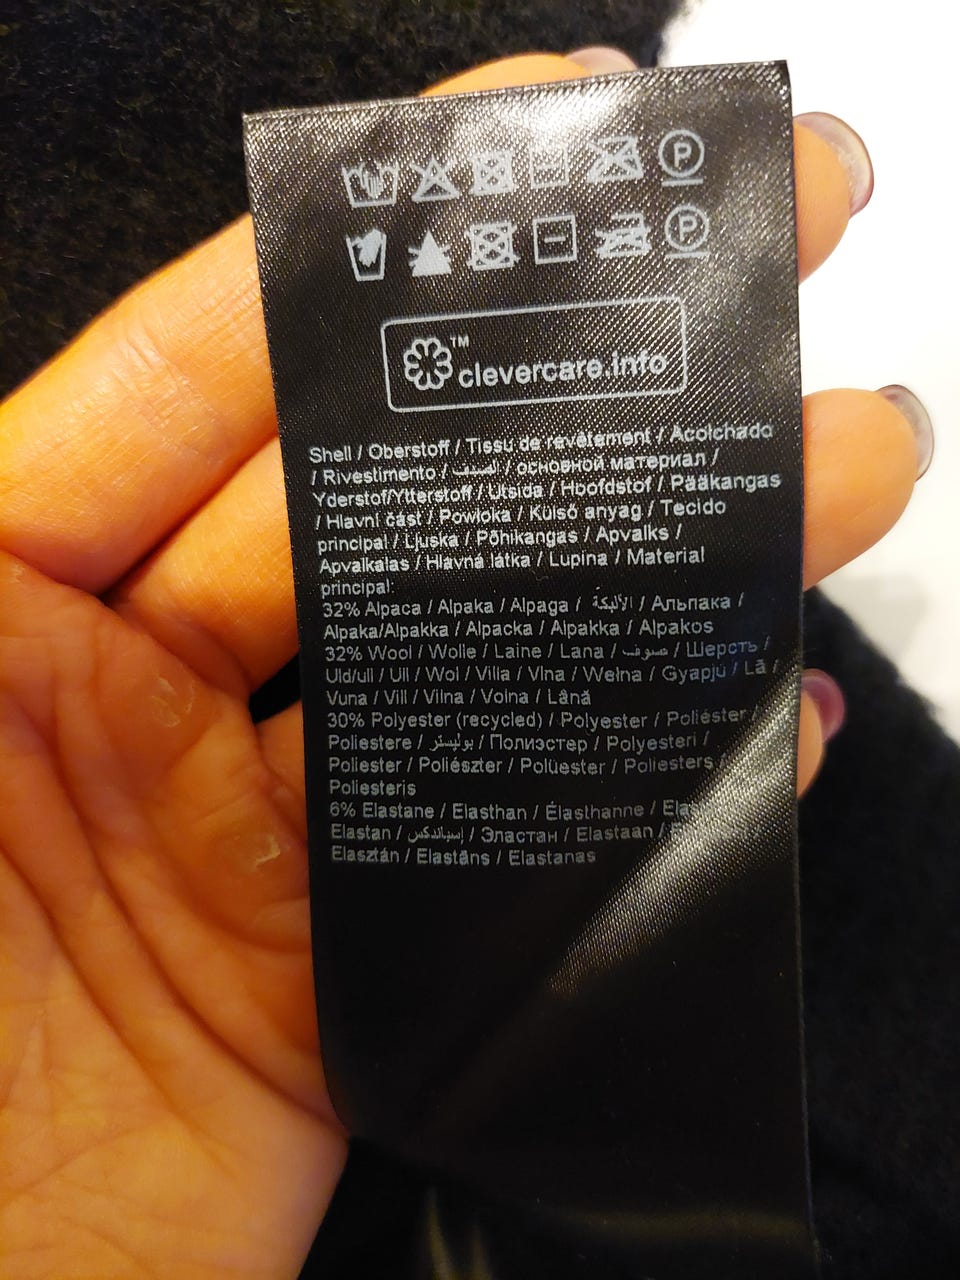 P
P
™ clevercare.info
Shell / Oberstoff / Tissu de revêtement / Acolchado
/ Rivestimento / الصنف / основной материал /
Yderstof/Ytterstoff / Utsida / Hoofdstof / Pääkangas
/ Hlavní část / Powłoka / Külső anyag / Tecido
principal / Ljuska / Põhikangas / Apvalks /
Apvalkalas / Hlavná látka / Lupina / Material
principal:
32% Alpaca / Alpaka / Alpaga / الألبكة / Альпака /
Alpaka/Alpakka / Alpacka / Alpakka / Alpakos
32% Wool / Wolle / Laine / Lana / صوف / Шерсть /
Uld/ull / Ull / Wol / Villa / Vlna / Wełna / Gyapjú / Lã /
Vuna / Vill / Vilna / Volna / Lână
30% Polyester (recycled) / Polyester / Poliéster /
Poliestere / بوليستر / Полиэстер / Polyesteri /
Poliester / Poliészter / Polüester / Poliesters /
Poliesteris
6% Elastane / Elasthan / Élasthanne /
Elastan / إسباندكس / Эластан / Elastaan /
Elasztán / Elastāns / Elastanas